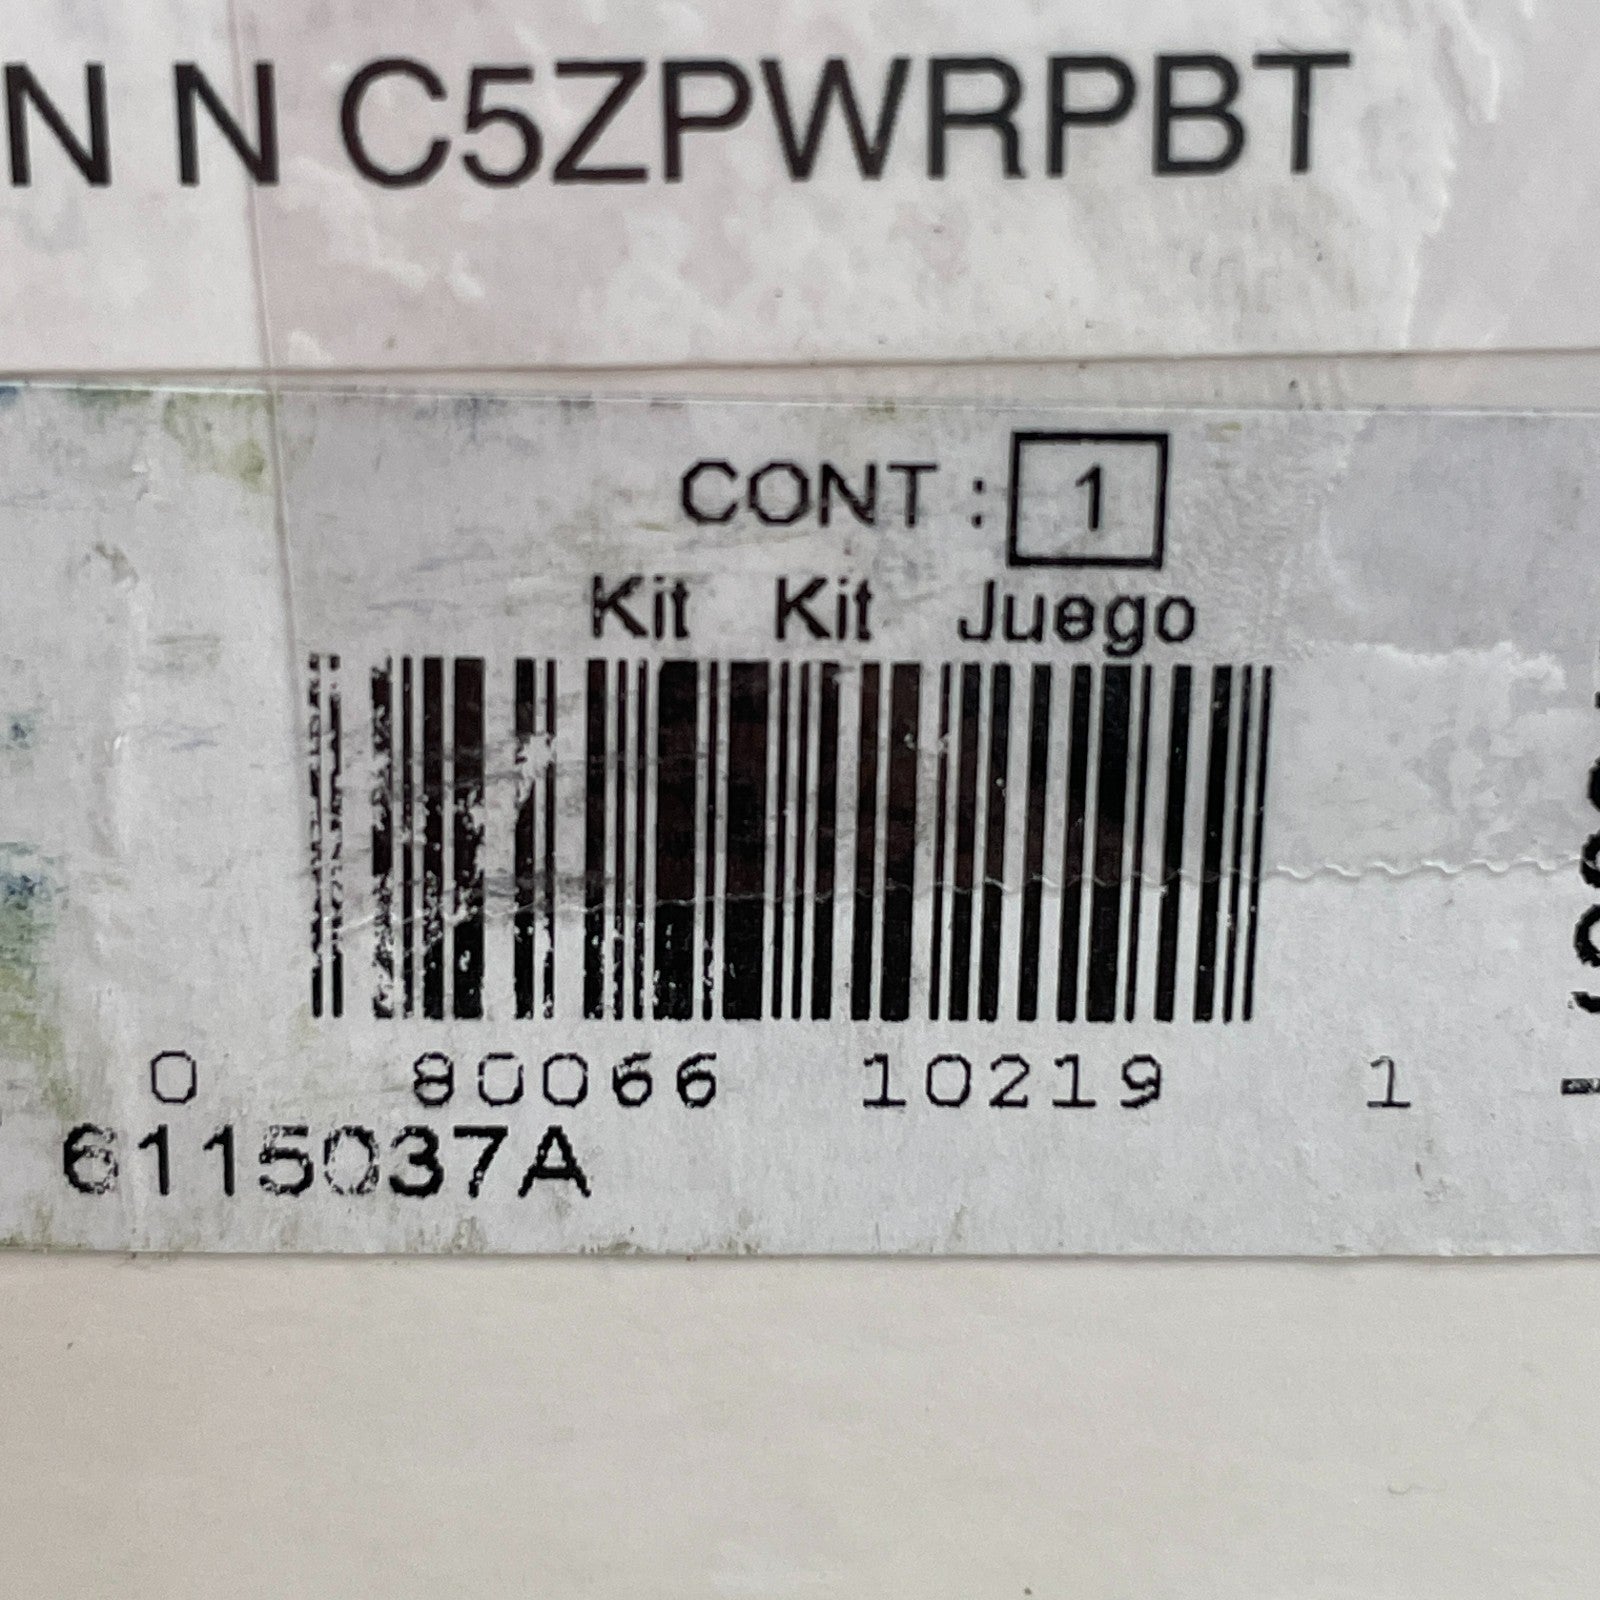 N N C5ZPWRPBT
CONT : 1
Kit Kit Juego
0 80066 10219 1
6115037A